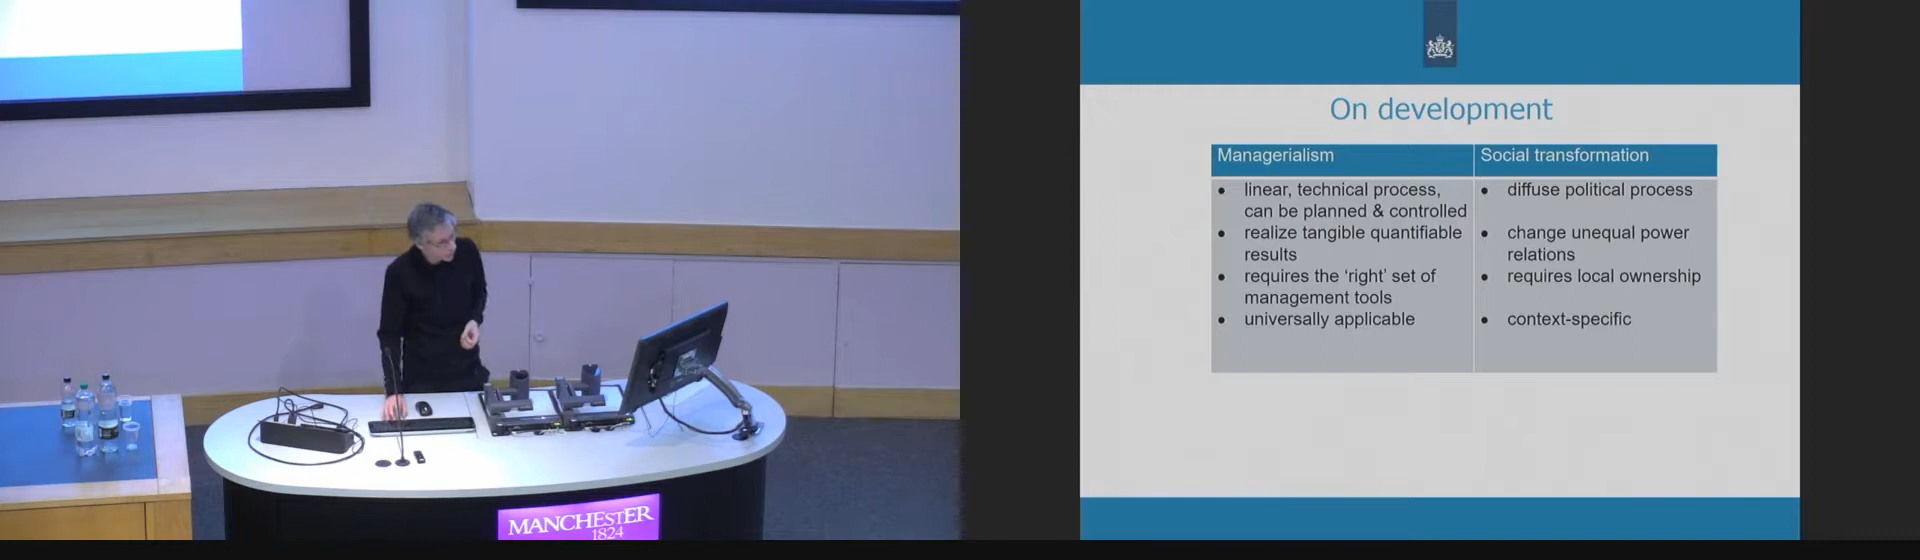 MANCHESTER
1824
On development
Managerialism
Social transformation
• linear, technical process,
can be planned & controlled
• realize tangible quantifiable
results
• requires the ‘right’ set of
management tools
• universally applicable
• diffuse political process
• change unequal power
relations
• requires local ownership
• context-specific